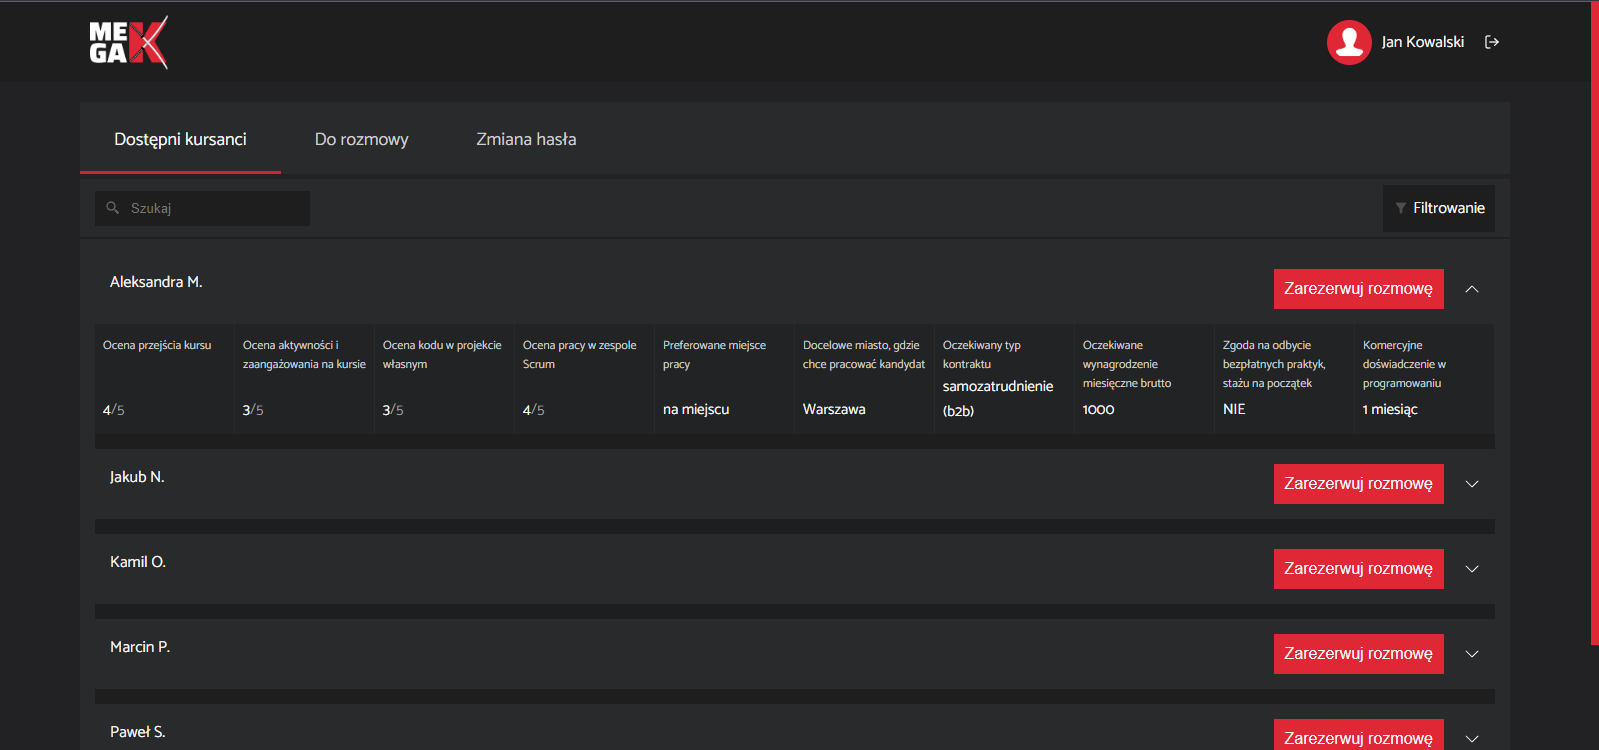 MEGAK
Jan Kowalski
Dostępni kursanci
Do rozmowy
Zmiana hasła
Szukaj
Filtrowanie
Aleksandra M.
Zarezerwuj rozmowę
Ocena przejścia kursu
4/5
Ocena aktywności i
zaangażowania na kursie
3/5
Ocena kodu w projekcie
własnym
3/5
Ocena pracy w zespole
Scrum
4/5
Preferowane miejsce
pracy
na miejscu
Docelowe miasto, gdzie
chce pracować kandydat
Warszawa
Oczekiwany typ
kontraktu
samozatrudnienie
(b2b)
Oczekiwane
wynagrodzenie
miesięczne brutto
1000
Zgoda na odbycie
bezpłatnych praktyk,
stażu na początek
NIE
Komercyjne
doświadczenie w
programowaniu
1 miesiąc
Jakub N.
Zarezerwuj rozmowę
Kamil O.
Zarezerwuj rozmowę
Marcin P.
Zarezerwuj rozmowę
Paweł S.
Zarezerwuj rozmowę